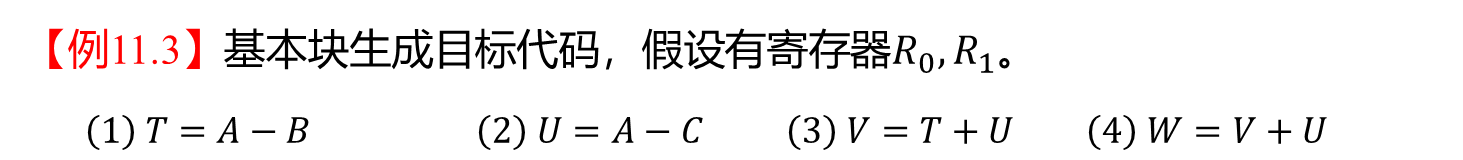 【例11.3】基本块生成目标代码，假设有寄存器R₀, R₁。
(1) T = A − B (2) U = A − C (3) V = T + U (4) W = V + U